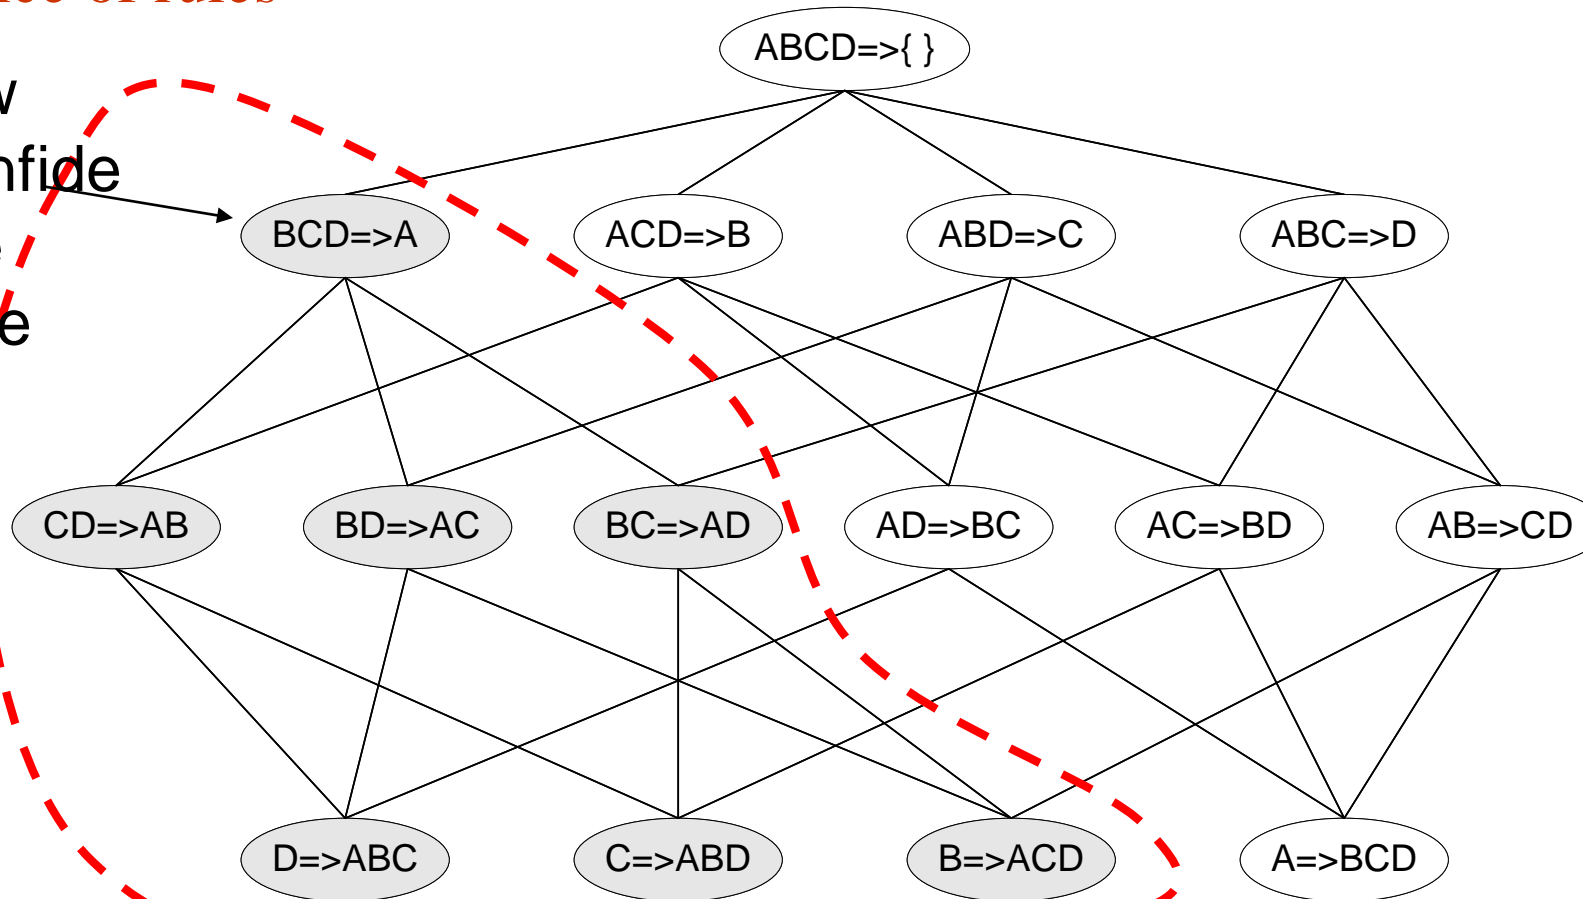 ABCD=>{ }
BCD=>A
ACD=>B
ABD=>C
ABC=>D
CD=>AB
BD=>AC
BC=>AD
AD=>BC
AC=>BD
AB=>CD
D=>ABC
C=>ABD
B=>ACD
A=>BCD